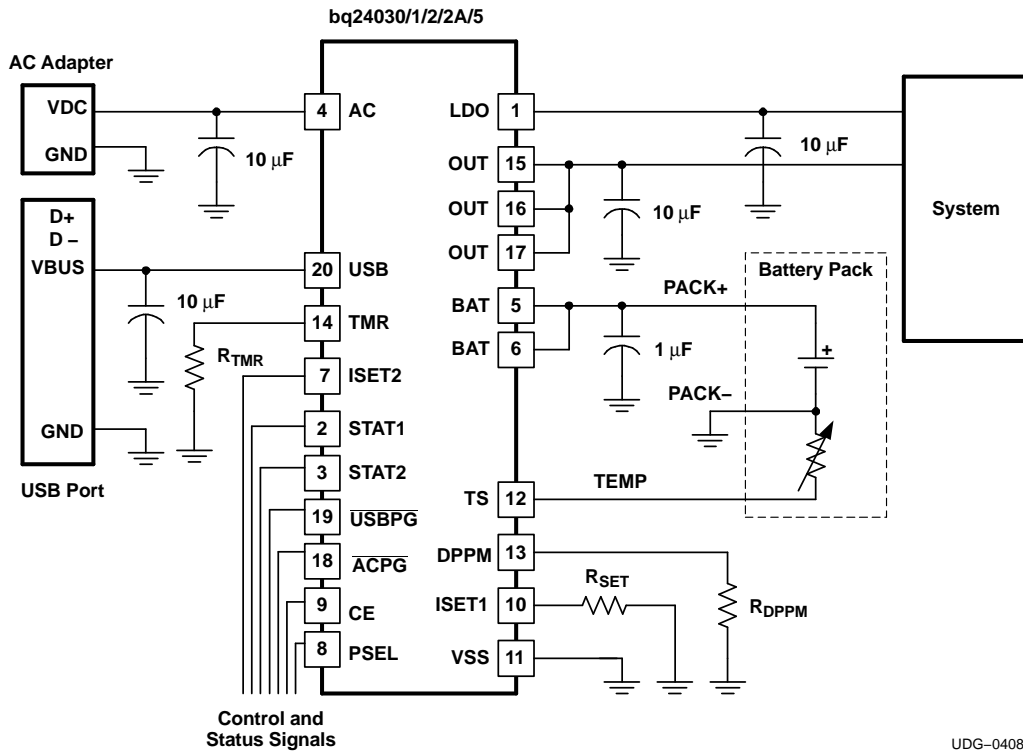 bq24030/1/2/2A/5
AC Adapter
VDC
GND
10 μF
4
AC
LDO
1
10 μF
OUT
15
OUT
16
10 μF
OUT
17
System
D+
D −
VBUS
10 μF
20
USB
Battery Pack
PACK+
BAT
5
BAT
6
1 μF
+
PACK−
14
TMR
RTMR
7
ISET2
2
STAT1
GND
USB Port
3
STAT2
TEMP
TS
12
19
USBPG
18
ACPG
DPPM
13
RSET
9
CE
ISET1
10
RDPPM
8
PSEL
VSS
11
Control and
Status Signals
UDG−0408